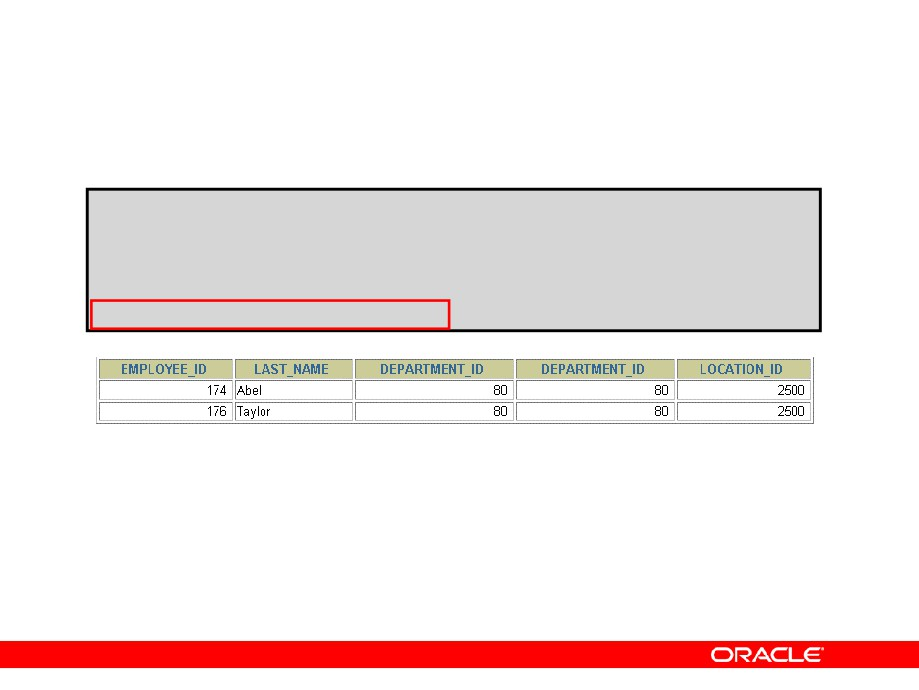 EMPLOYEE_ID LAST_NAME DEPARTMENT_ID DEPARTMENT_ID LOCATION_ID
174 Abel 80 80 2500
176 Taylor 80 80 2500
ORACLE